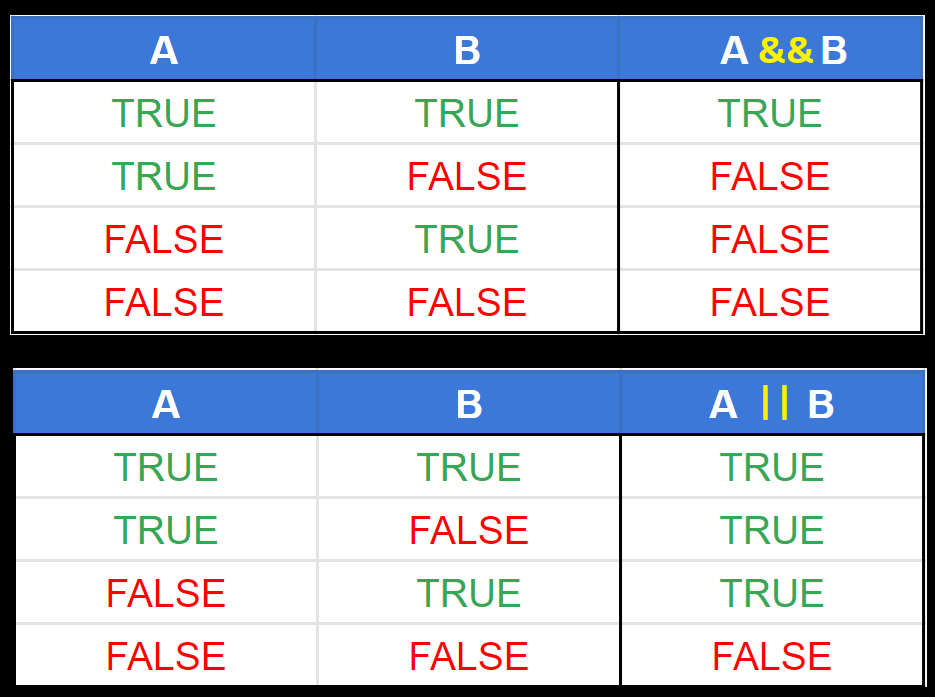 A B A && B
TRUE TRUE TRUE
TRUE FALSE FALSE
FALSE TRUE FALSE
FALSE FALSE FALSE
A B A || B
TRUE TRUE TRUE
TRUE FALSE TRUE
FALSE TRUE TRUE
FALSE FALSE FALSE